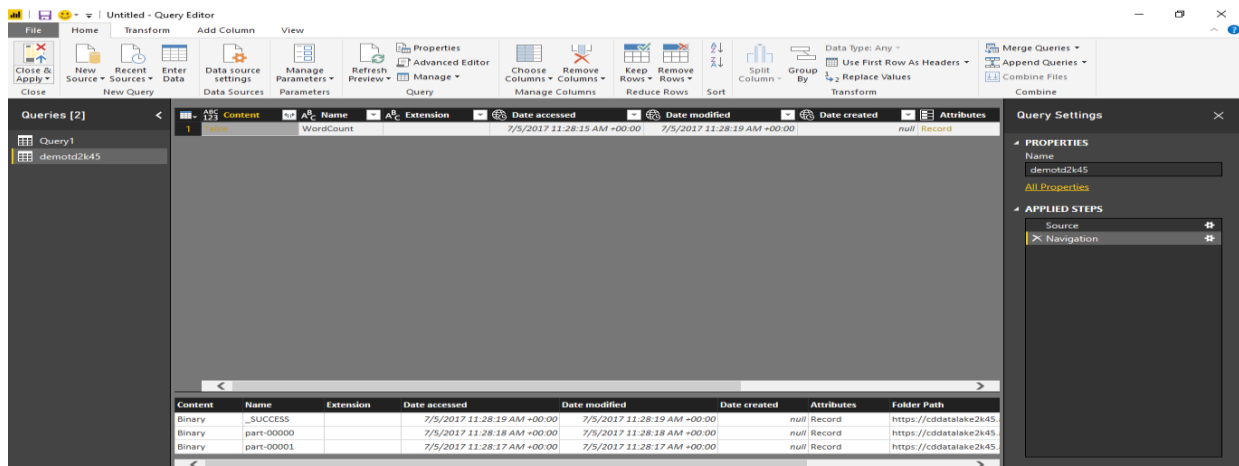 Untitled - Query Editor
File Home Transform Add Column View
Close & Apply New Source Recent Sources Enter Data Data source settings Manage Parameters Refresh Preview Properties Advanced Editor Manage Choose Columns Remove Columns Keep Rows Remove Rows Split Column Group By Data Type: Any Use First Row As Headers Replace Values Merge Queries Append Queries Combine Files
Close New Query Data Sources Parameters Query Manage Columns Reduce Rows Sort Transform Combine
Queries [2]
Query1
demotd2k45
ABC 123 Content ABC Name ABC Extension Date accessed Date modified Date created Attributes
1 Table WordCount 7/5/2017 11:28:15 AM +00:00 7/5/2017 11:28:19 AM +00:00 null Record
Content Name Extension Date accessed Date modified Date created Attributes Folder Path
Binary _SUCCESS 7/5/2017 11:28:19 AM +00:00 7/5/2017 11:28:19 AM +00:00 null Record https://cddatalake2k45.
Binary part-00000 7/5/2017 11:28:18 AM +00:00 7/5/2017 11:28:18 AM +00:00 null Record https://cddatalake2k45.
Binary part-00001 7/5/2017 11:28:17 AM +00:00 7/5/2017 11:28:17 AM +00:00 null Record https://cddatalake2k45.
Query Settings
PROPERTIES
Name
demotd2k45
All Properties
APPLIED STEPS
Source
Navigation